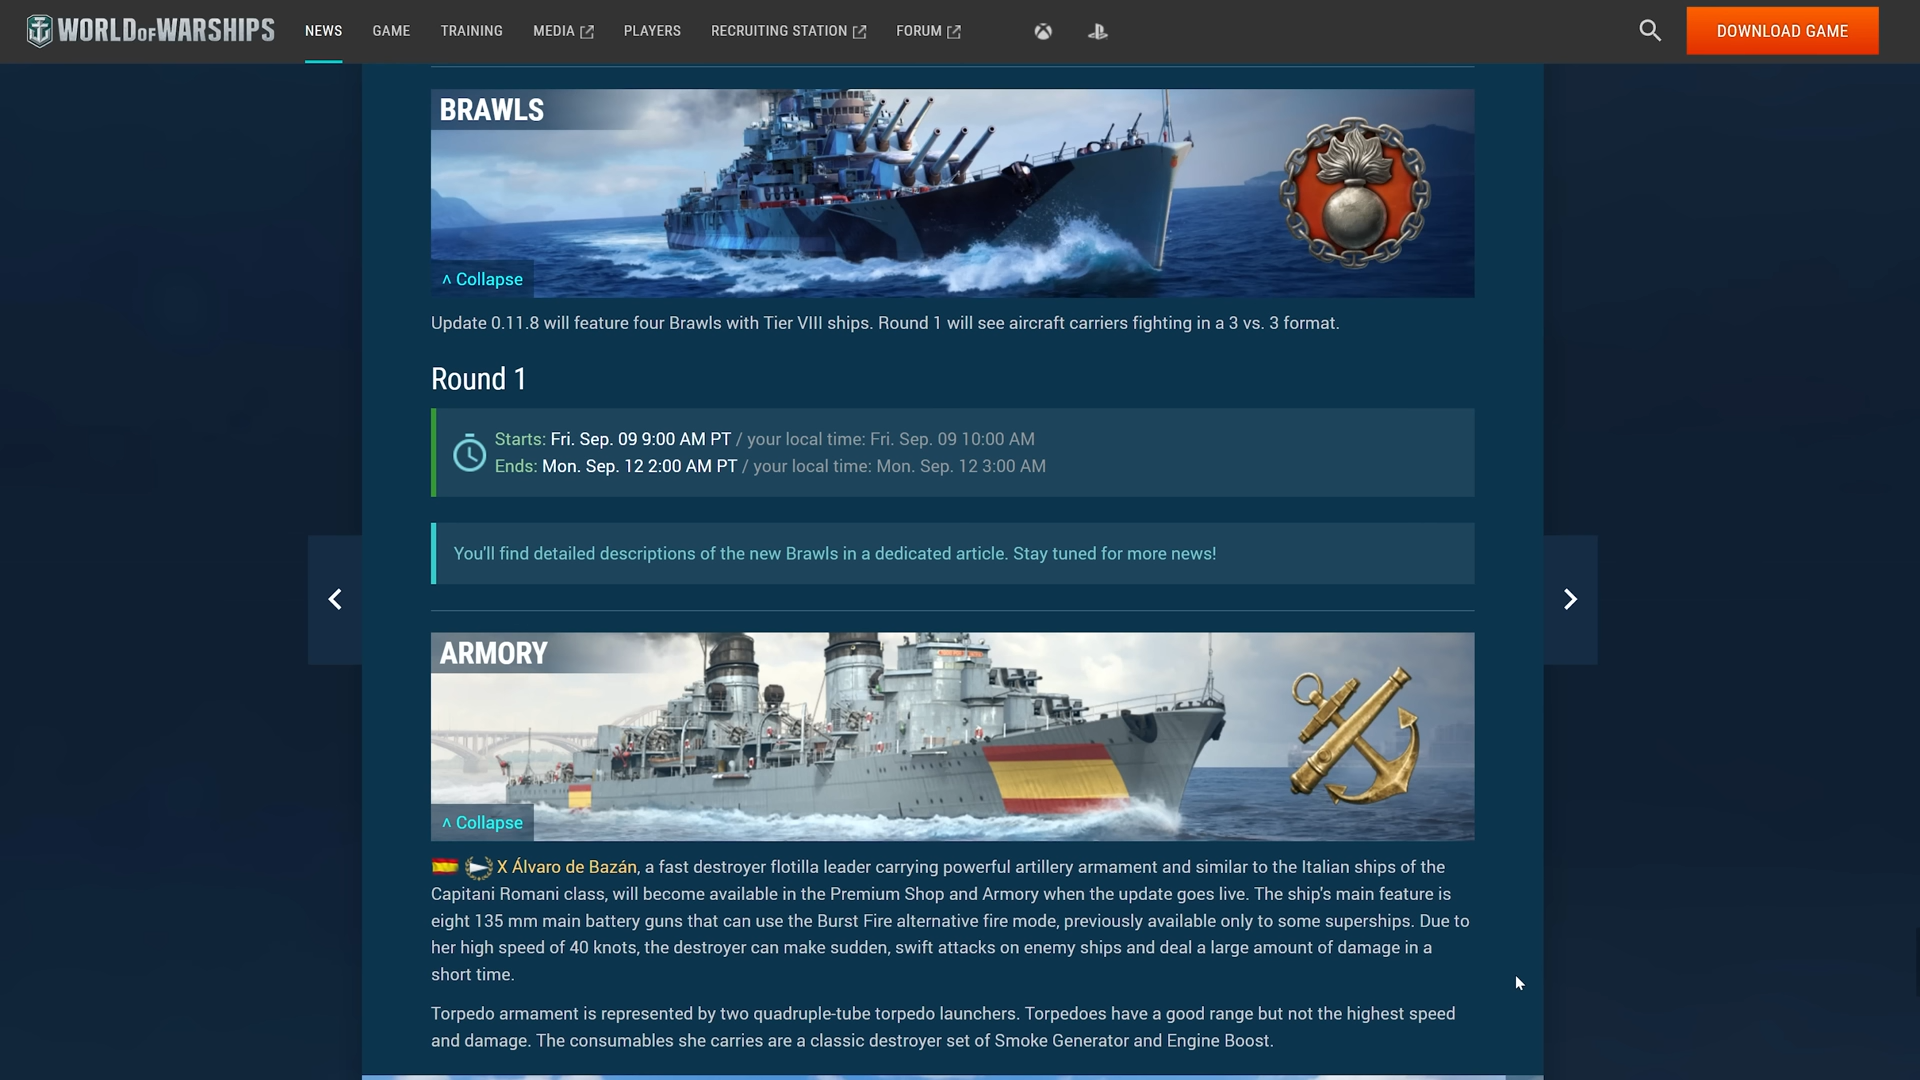 WORLD OF WARSHIPS NEWS GAME TRAINING MEDIA PLAYERS RECRUITING STATION FORUM DOWNLOAD GAME
BRAWLS
^ Collapse
Update 0.11.8 will feature four Brawls with Tier VIII ships. Round 1 will see aircraft carriers fighting in a 3 vs. 3 format.
Round 1
Starts: Fri. Sep. 09 9:00 AM PT / your local time: Fri. Sep. 09 10:00 AM
Ends: Mon. Sep. 12 2:00 AM PT / your local time: Mon. Sep. 12 3:00 AM
You'll find detailed descriptions of the new Brawls in a dedicated article. Stay tuned for more news!
ARMORY
^ Collapse
X Álvaro de Bazán, a fast destroyer flotilla leader carrying powerful artillery armament and similar to the Italian ships of the
Capitani Romani class, will become available in the Premium Shop and Armory when the update goes live. The ship's main feature is
eight 135 mm main battery guns that can use the Burst Fire alternative fire mode, previously available only to some superships. Due to
her high speed of 40 knots, the destroyer can make sudden, swift attacks on enemy ships and deal a large amount of damage in a
short time.
Torpedo armament is represented by two quadruple-tube torpedo launchers. Torpedoes have a good range but not the highest speed
and damage. The consumables she carries are a classic destroyer set of Smoke Generator and Engine Boost.